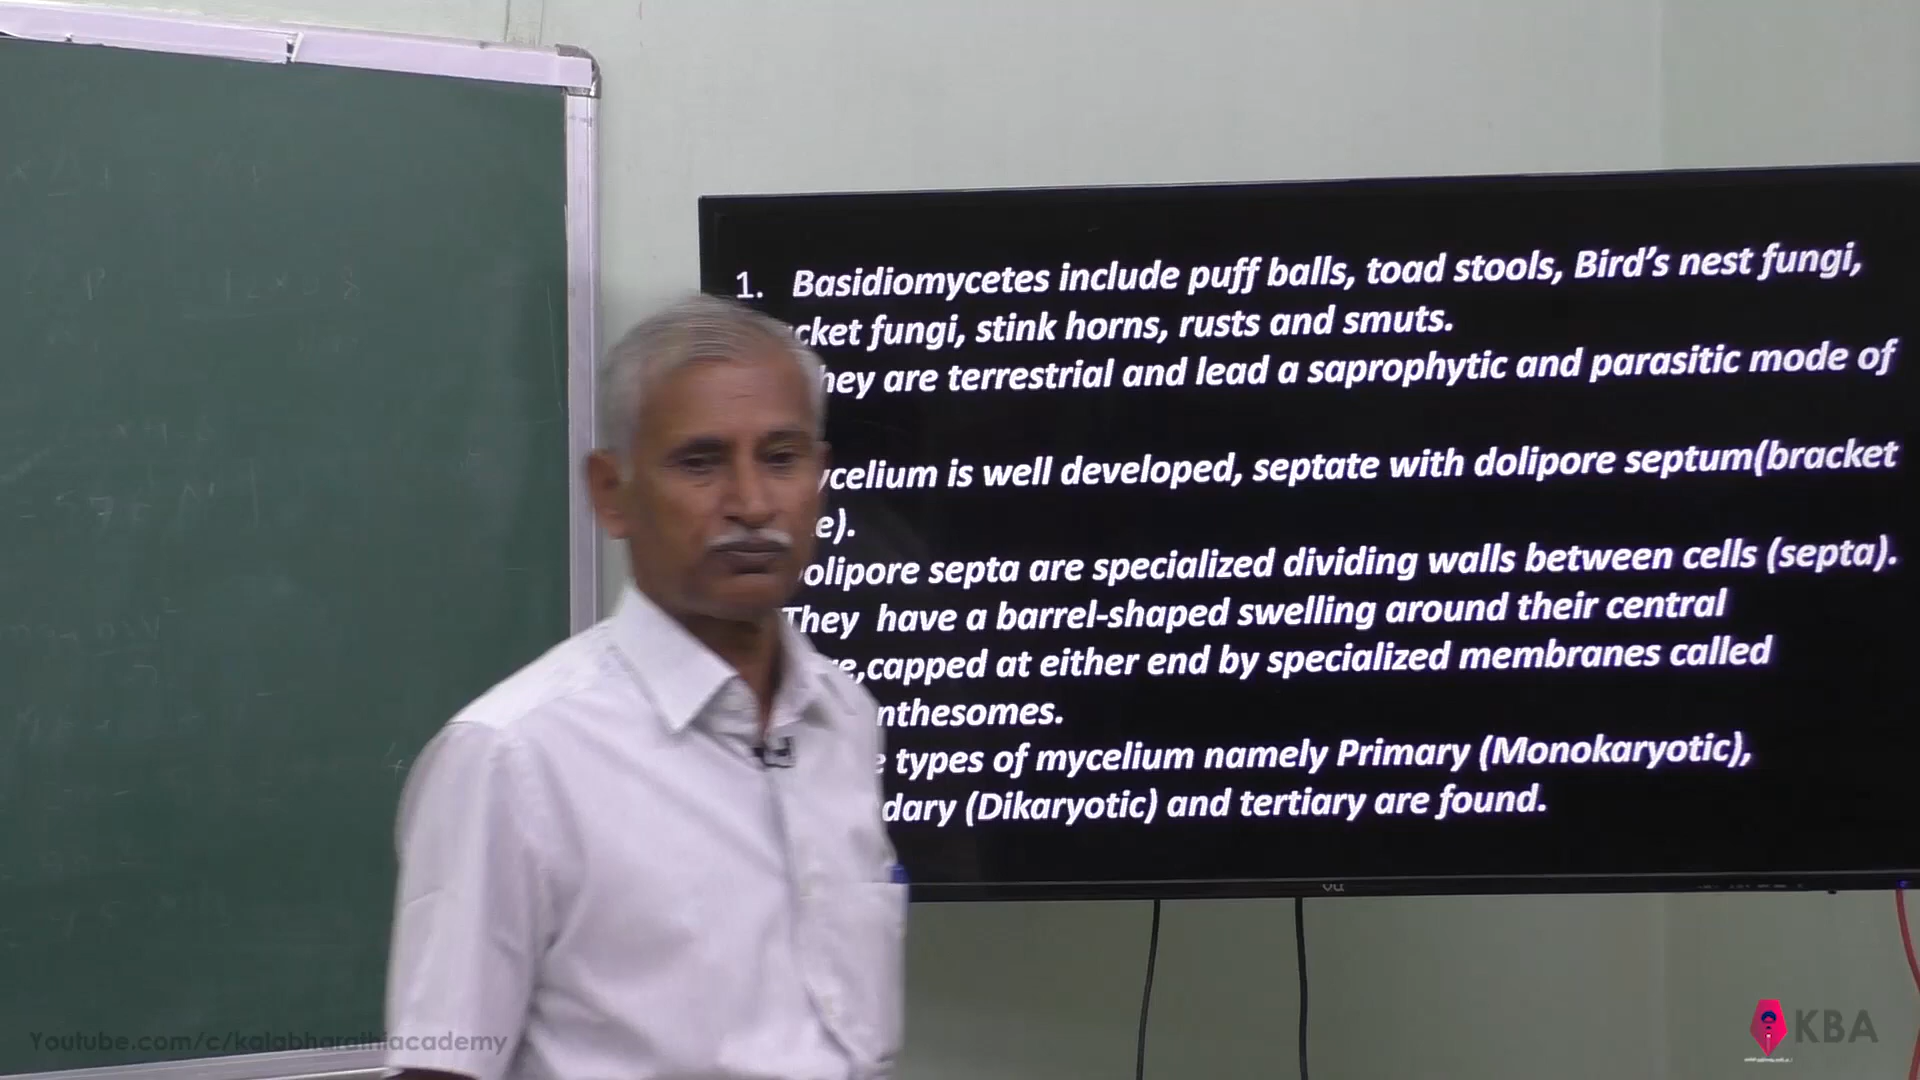 1. Basidiomycetes include puff balls, toad stools, Bird's nest fungi,
cket fungi, stink horns, rusts and smuts.
hey are terrestrial and lead a saprophytic and parasitic mode of
ycelium is well developed, septate with dolipore septum(bracket
e).
olipore septa are specialized dividing walls between cells (septa).
They have a barrel-shaped swelling around their central
re,capped at either end by specialized membranes called
nthesomes.
e types of mycelium namely Primary (Monokaryotic),
dary (Dikaryotic) and tertiary are found.
vu
Youtube.com/c/kalabharathiacademy
KBA